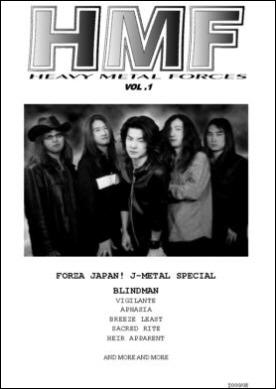 HMF
HEAVY METAL FORCES
VOL .1
FORZA JAPAN! J-METAL SPECIAL
BLINDMAN
VIGILANTE
APHASIA
BREEZE LEAST
SACRED RITE
HEIR APPARENT
AND MORE AND MORE